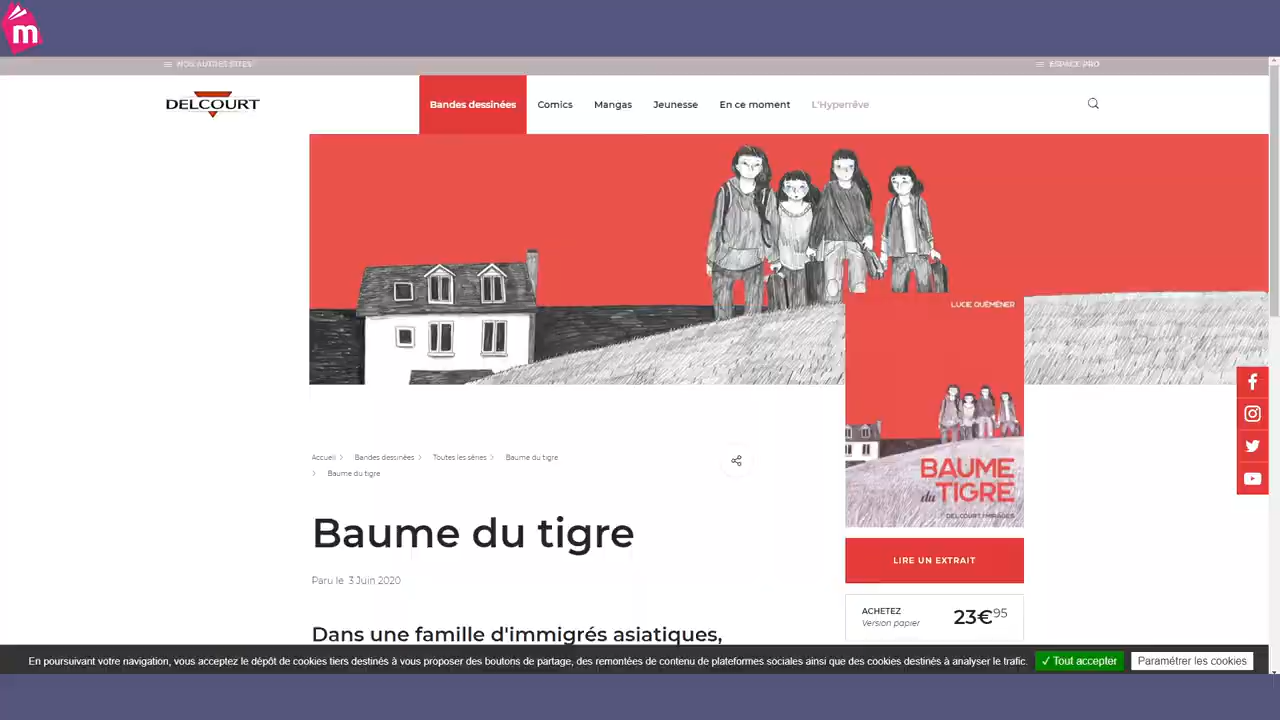 m
NOS AUTRES SITES
ESPACE PRO
DELCOURT
Bandes dessinées
Comics
Mangas
Jeunesse
En ce moment
L'Hyperrêve
LUCIE QUÉMÉNER
BAUME
du TIGRE
DELCOURT / MIRAGES
Accueil
Bandes dessinées
Toutes les séries
Baume du tigre
Baume du tigre
Baume du tigre
LIRE UN EXTRAIT
Paru le 3 Juin 2020
ACHETEZ
Version papier
23€95
Dans une famille d'immigrés asiatiques,
En poursuivant votre navigation, vous acceptez le dépôt de cookies tiers destinés à vous proposer des boutons de partage, des remontées de contenu de plateformes sociales ainsi que des cookies destinés à analyser le trafic.
✓ Tout accepter
Paramétrer les cookies